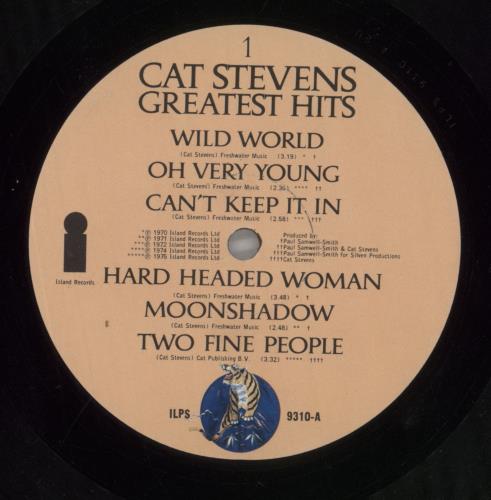 1
CAT STEVENS
GREATEST HITS
WILD WORLD
(Cat Stevens) Freshwater Music (3.19) * †
OH VERY YOUNG
(Cat Stevens) Freshwater Music (2.36) **** ††
CAN'T KEEP IT IN
(Cat Stevens) Freshwater Music (2.58) *** †††
*℗ 1970 Island Records Ltd
**℗ 1971 Island Records Ltd
***℗ 1972 Island Records Ltd
****℗ 1974 Island Records Ltd
*****℗ 1975 Island Records Ltd
Produced by:
†Paul Samwell-Smith
††Paul Samwell-Smith & Cat Stevens
†††Paul Samwell-Smith for Silven Productions
††††Cat Stevens
Island Records
HARD HEADED WOMAN
(Cat Stevens) Freshwater Music (3.48) * †
MOONSHADOW
(Cat Stevens) Freshwater Music (2.48) ** †
TWO FINE PEOPLE
(Cat Stevens) Cat Publishing B.V. (3.32) ***** ††††
ILPS 9310-A